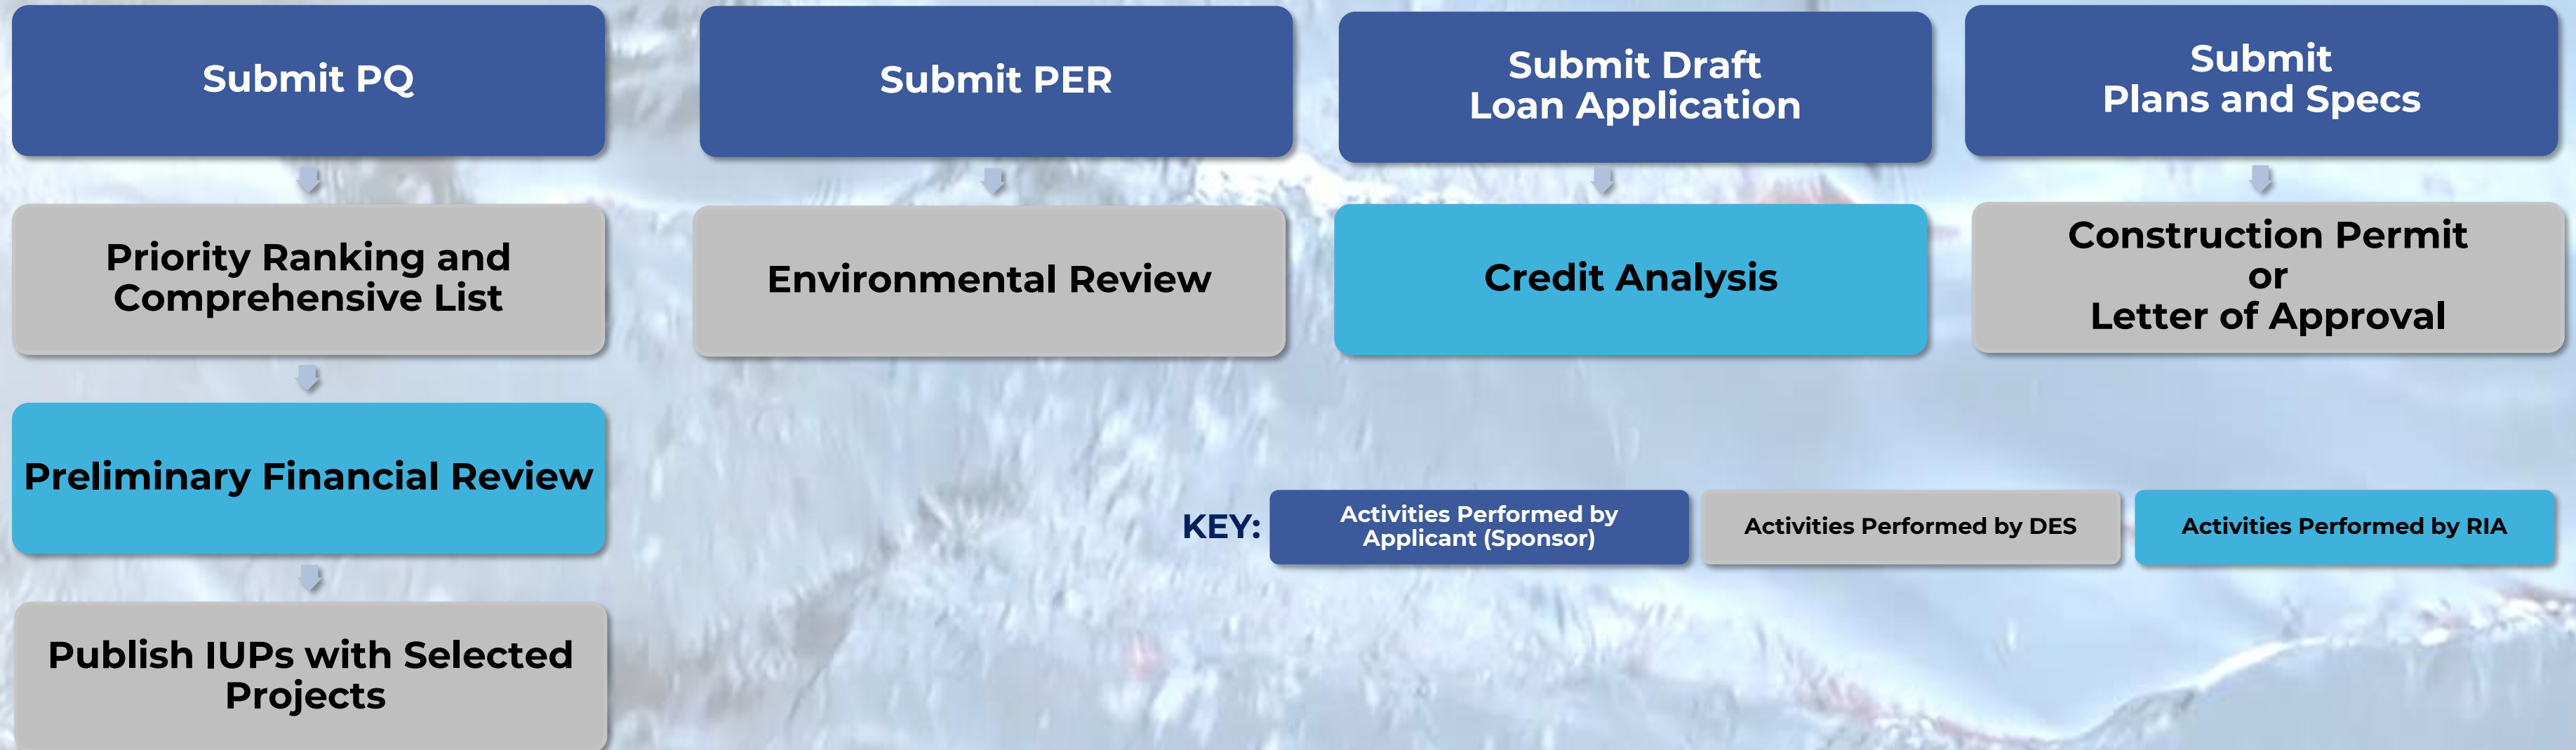 Submit PQ
Priority Ranking and
Comprehensive List
Preliminary Financial Review
Publish IUPs with Selected
Projects
Submit PER
Environmental Review
Submit Draft
Loan Application
Credit Analysis
Submit
Plans and Specs
Construction Permit
or
Letter of Approval
KEY:
Activities Performed by
Applicant (Sponsor)
Activities Performed by DES
Activities Performed by RIA